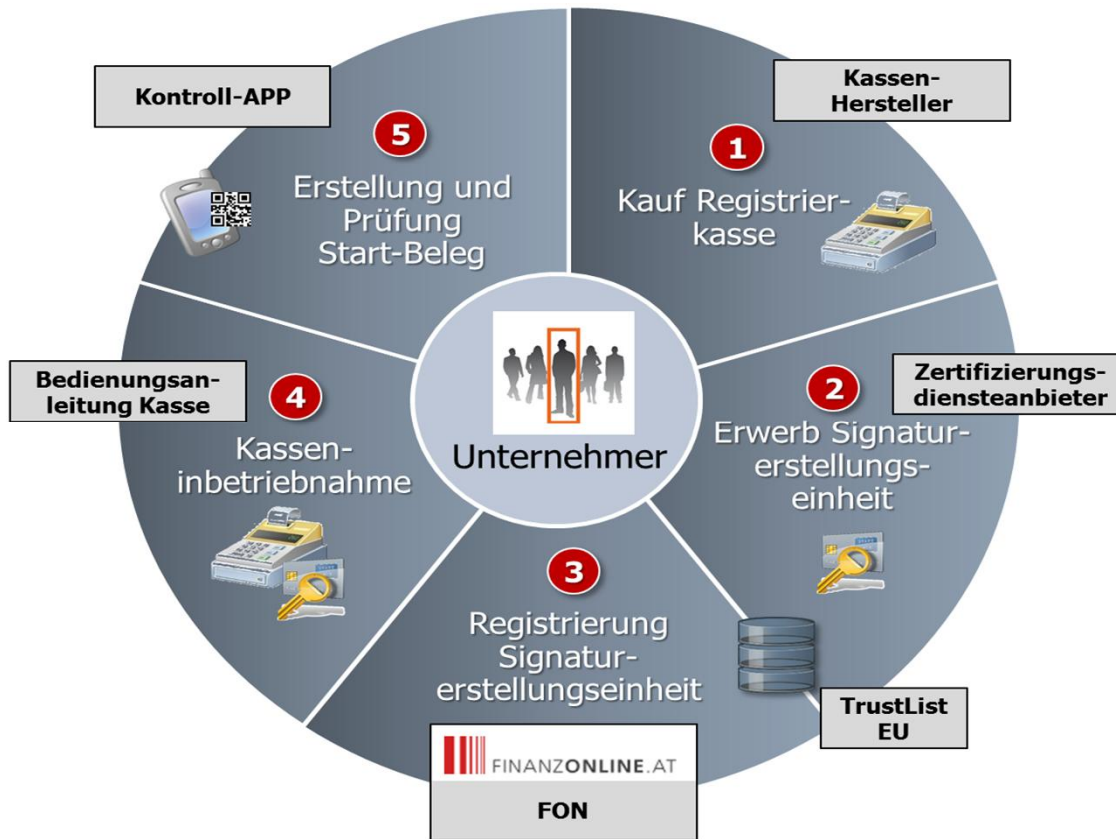 Kassen-
Hersteller
1
Kauf Registrier-
kasse
Zertifizierungs-
diensteanbieter
2
Erwerb Signatur-
erstellungs-
einheit
TrustList
EU
3
Registrierung
Signatur-
erstellungseinheit
FINANZONLINE.AT
FON
Bedienungsan-
leitung Kasse
4
Kassen-
inbetriebnahme
Kontroll-APP
5
Erstellung und
Prüfung
Start-Beleg
Unternehmer